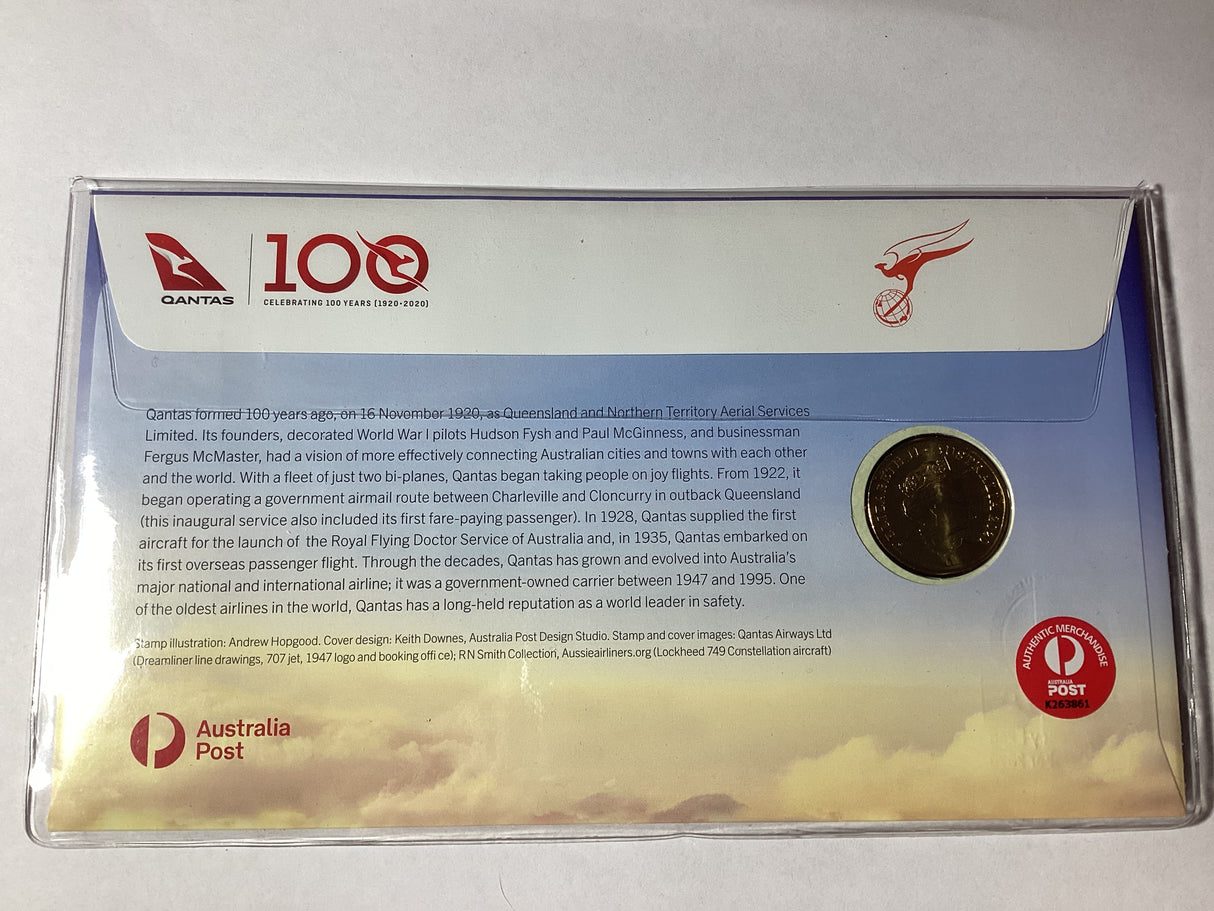 QANTAS
100
CELEBRATING 100 YEARS (1920-2020)
Qantas formed 100 years ago, on 16 November 1920, as Queensland and Northern Territory Aerial Services
Limited. Its founders, decorated World War I pilots Hudson Fysh and Paul McGinness, and businessman
Fergus McMaster, had a vision of more effectively connecting Australian cities and towns with each other
and the world. With a fleet of just two bi-planes, Qantas began taking people on joy flights. From 1922, it
began operating a government airmail route between Charleville and Cloncurry in outback Queensland
(this inaugural service also included its first fare-paying passenger). In 1928, Qantas supplied the first
aircraft for the launch of the Royal Flying Doctor Service of Australia and, in 1935, Qantas embarked on
its first overseas passenger flight. Through the decades, Qantas has grown and evolved into Australia's
major national and international airline; it was a government-owned carrier between 1947 and 1995. One
of the oldest airlines in the world, Qantas has a long-held reputation as a world leader in safety.
Stamp illustration: Andrew Hopgood. Cover design: Keith Downes, Australia Post Design Studio. Stamp and cover images: Qantas Airways Ltd
(Dreamliner line drawings, 707 jet, 1947 logo and booking offi ce); R N Smith Collection, Aussieairliners.org (Lockheed 749 Constellation aircraft)
ELIZABETH II AUSTRALIA 2020
AUTHENTIC MERCHANDISE
AUSTRALIA
POST
K263861
Australia
Post